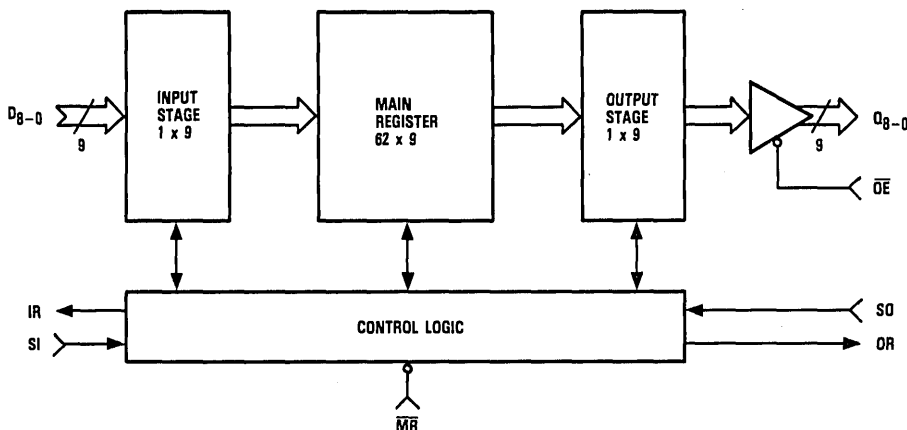 D8–0
9
INPUT
STAGE
1 x 9
MAIN
REGISTER
62 x 9
OUTPUT
STAGE
1 x 9
9
Q8–0
OE
IR
SI
CONTROL LOGIC
SO
OR
MR